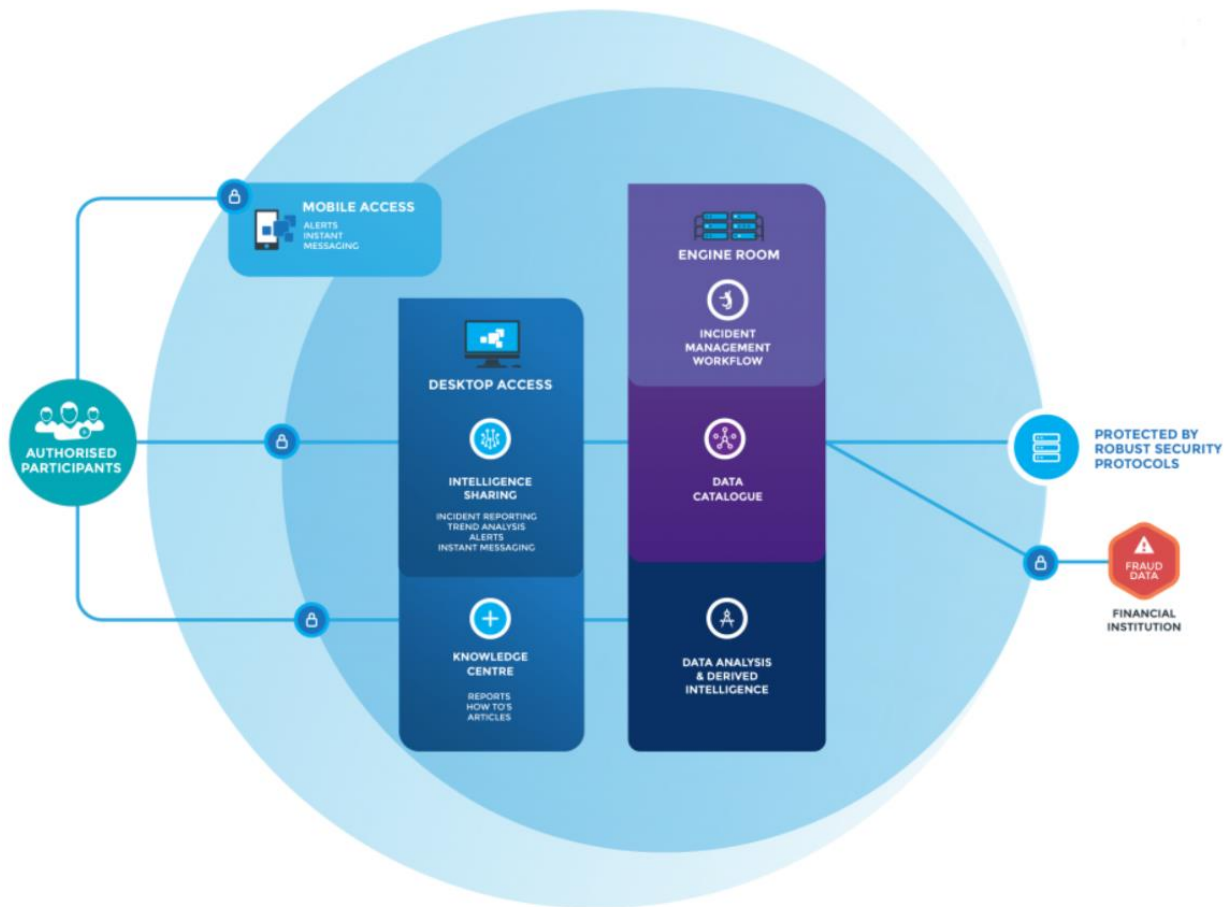 MOBILE ACCESS
ALERTS
INSTANT
MESSAGING
ENGINE ROOM
INCIDENT
MANAGEMENT
WORKFLOW
DESKTOP ACCESS
AUTHORISED
PARTICIPANTS
INTELLIGENCE
SHARING
INCIDENT REPORTING
TREND ANALYSIS
ALERTS
INSTANT MESSAGING
DATA
CATALOGUE
PROTECTED BY
ROBUST SECURITY
PROTOCOLS
FRAUD
DATA
FINANCIAL
INSTITUTION
KNOWLEDGE
CENTRE
REPORTS
HOW TO'S
ARTICLES
DATA ANALYSIS
& DERIVED
INTELLIGENCE